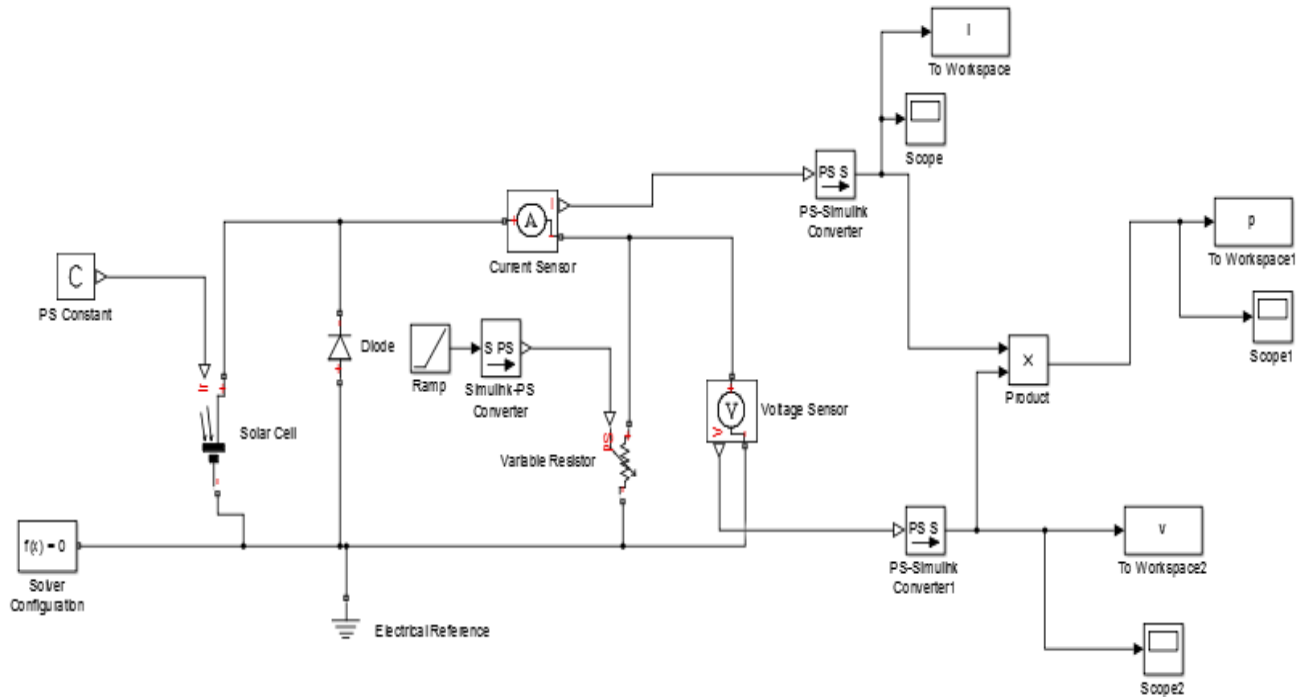 I
To Workspace
Scope
PS S
PS-Simulink
Converter
p
To Workspace1
Scope1
A
I
+
-
Current Sensor
C
PS Constant
Diode
-
+
Ramp
S PS
Simulink-PS
Converter
×
Product
Ir
+
Solar Cell
-
PS
+
Variable Resistor
-
+
V
V
-
Voltage Sensor
f(x) = 0
Solver
Configuration
PS S
PS-Simulink
Converter1
v
To Workspace2
Electrical Reference
Scope2